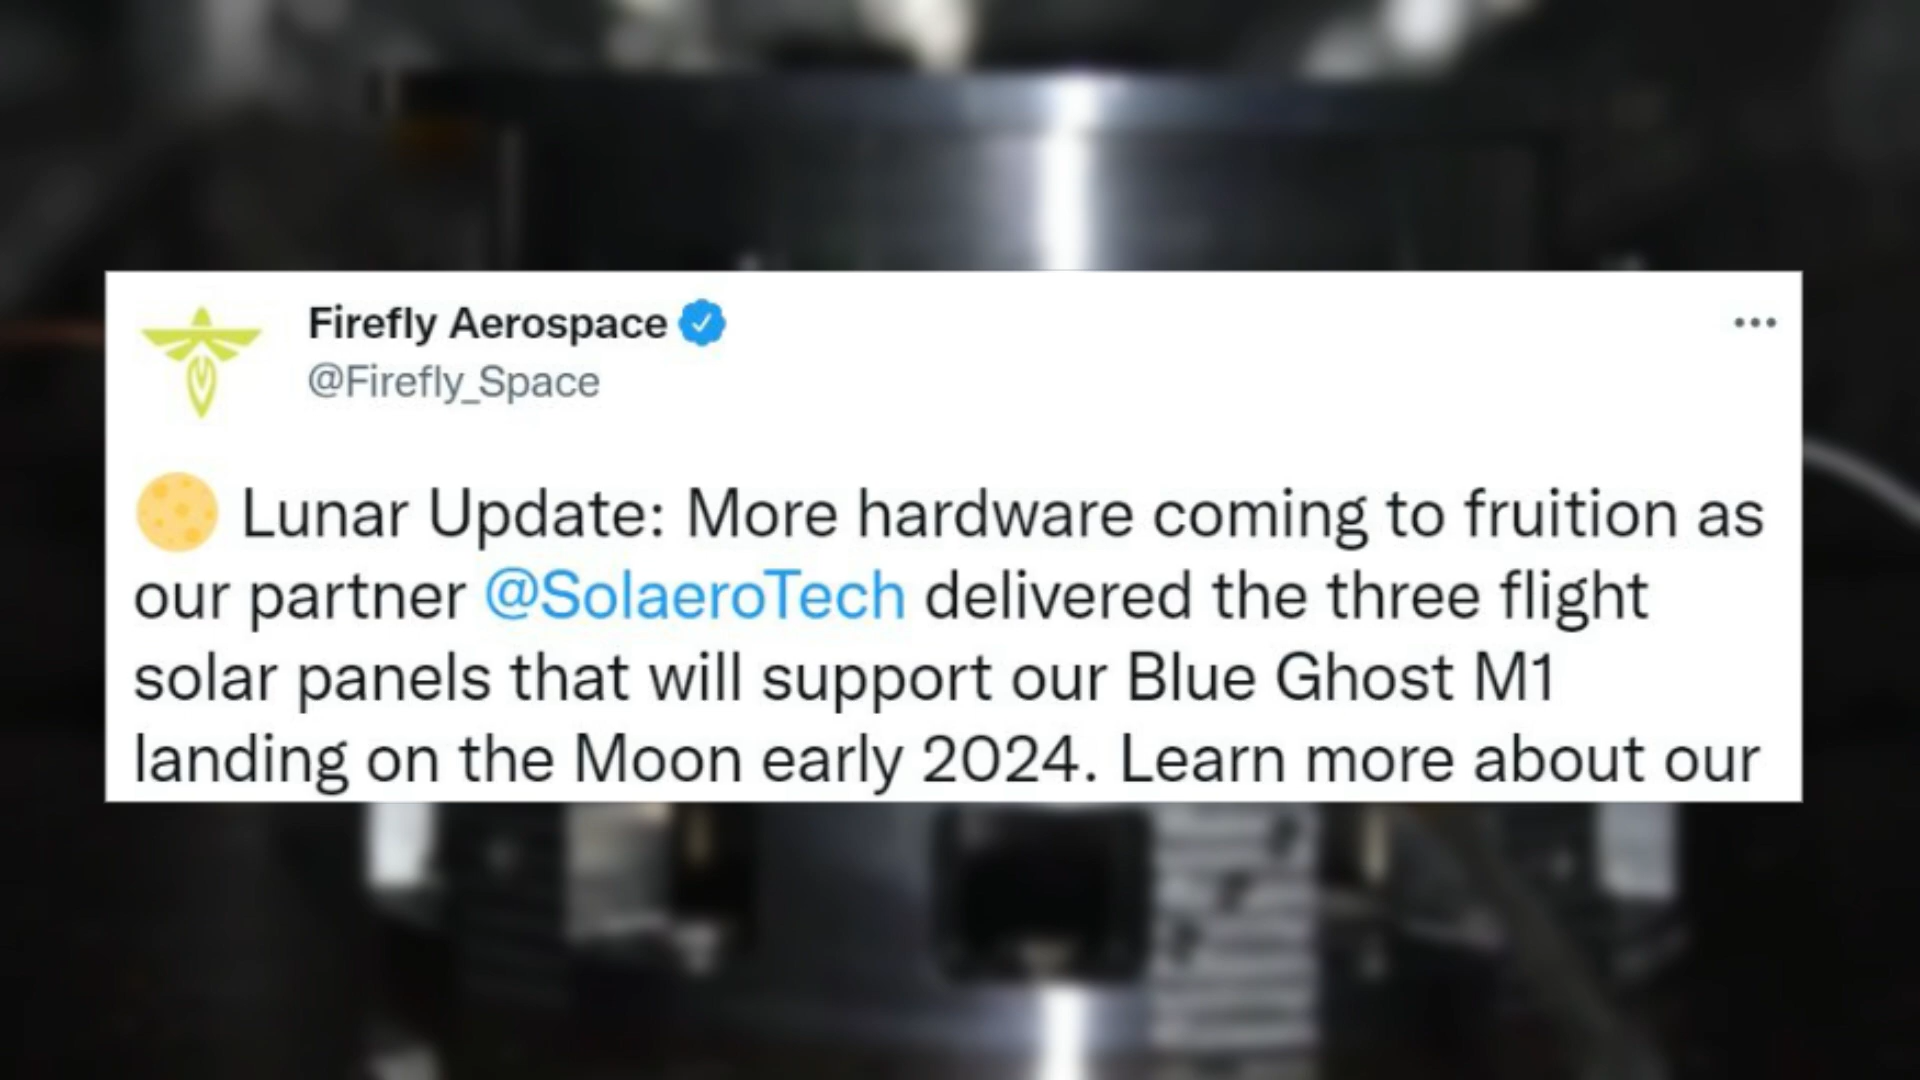 Firefly Aerospace
@Firefly_Space
Lunar Update: More hardware coming to fruition as
our partner @SolaeroTech delivered the three flight
solar panels that will support our Blue Ghost M1
landing on the Moon early 2024. Learn more about our